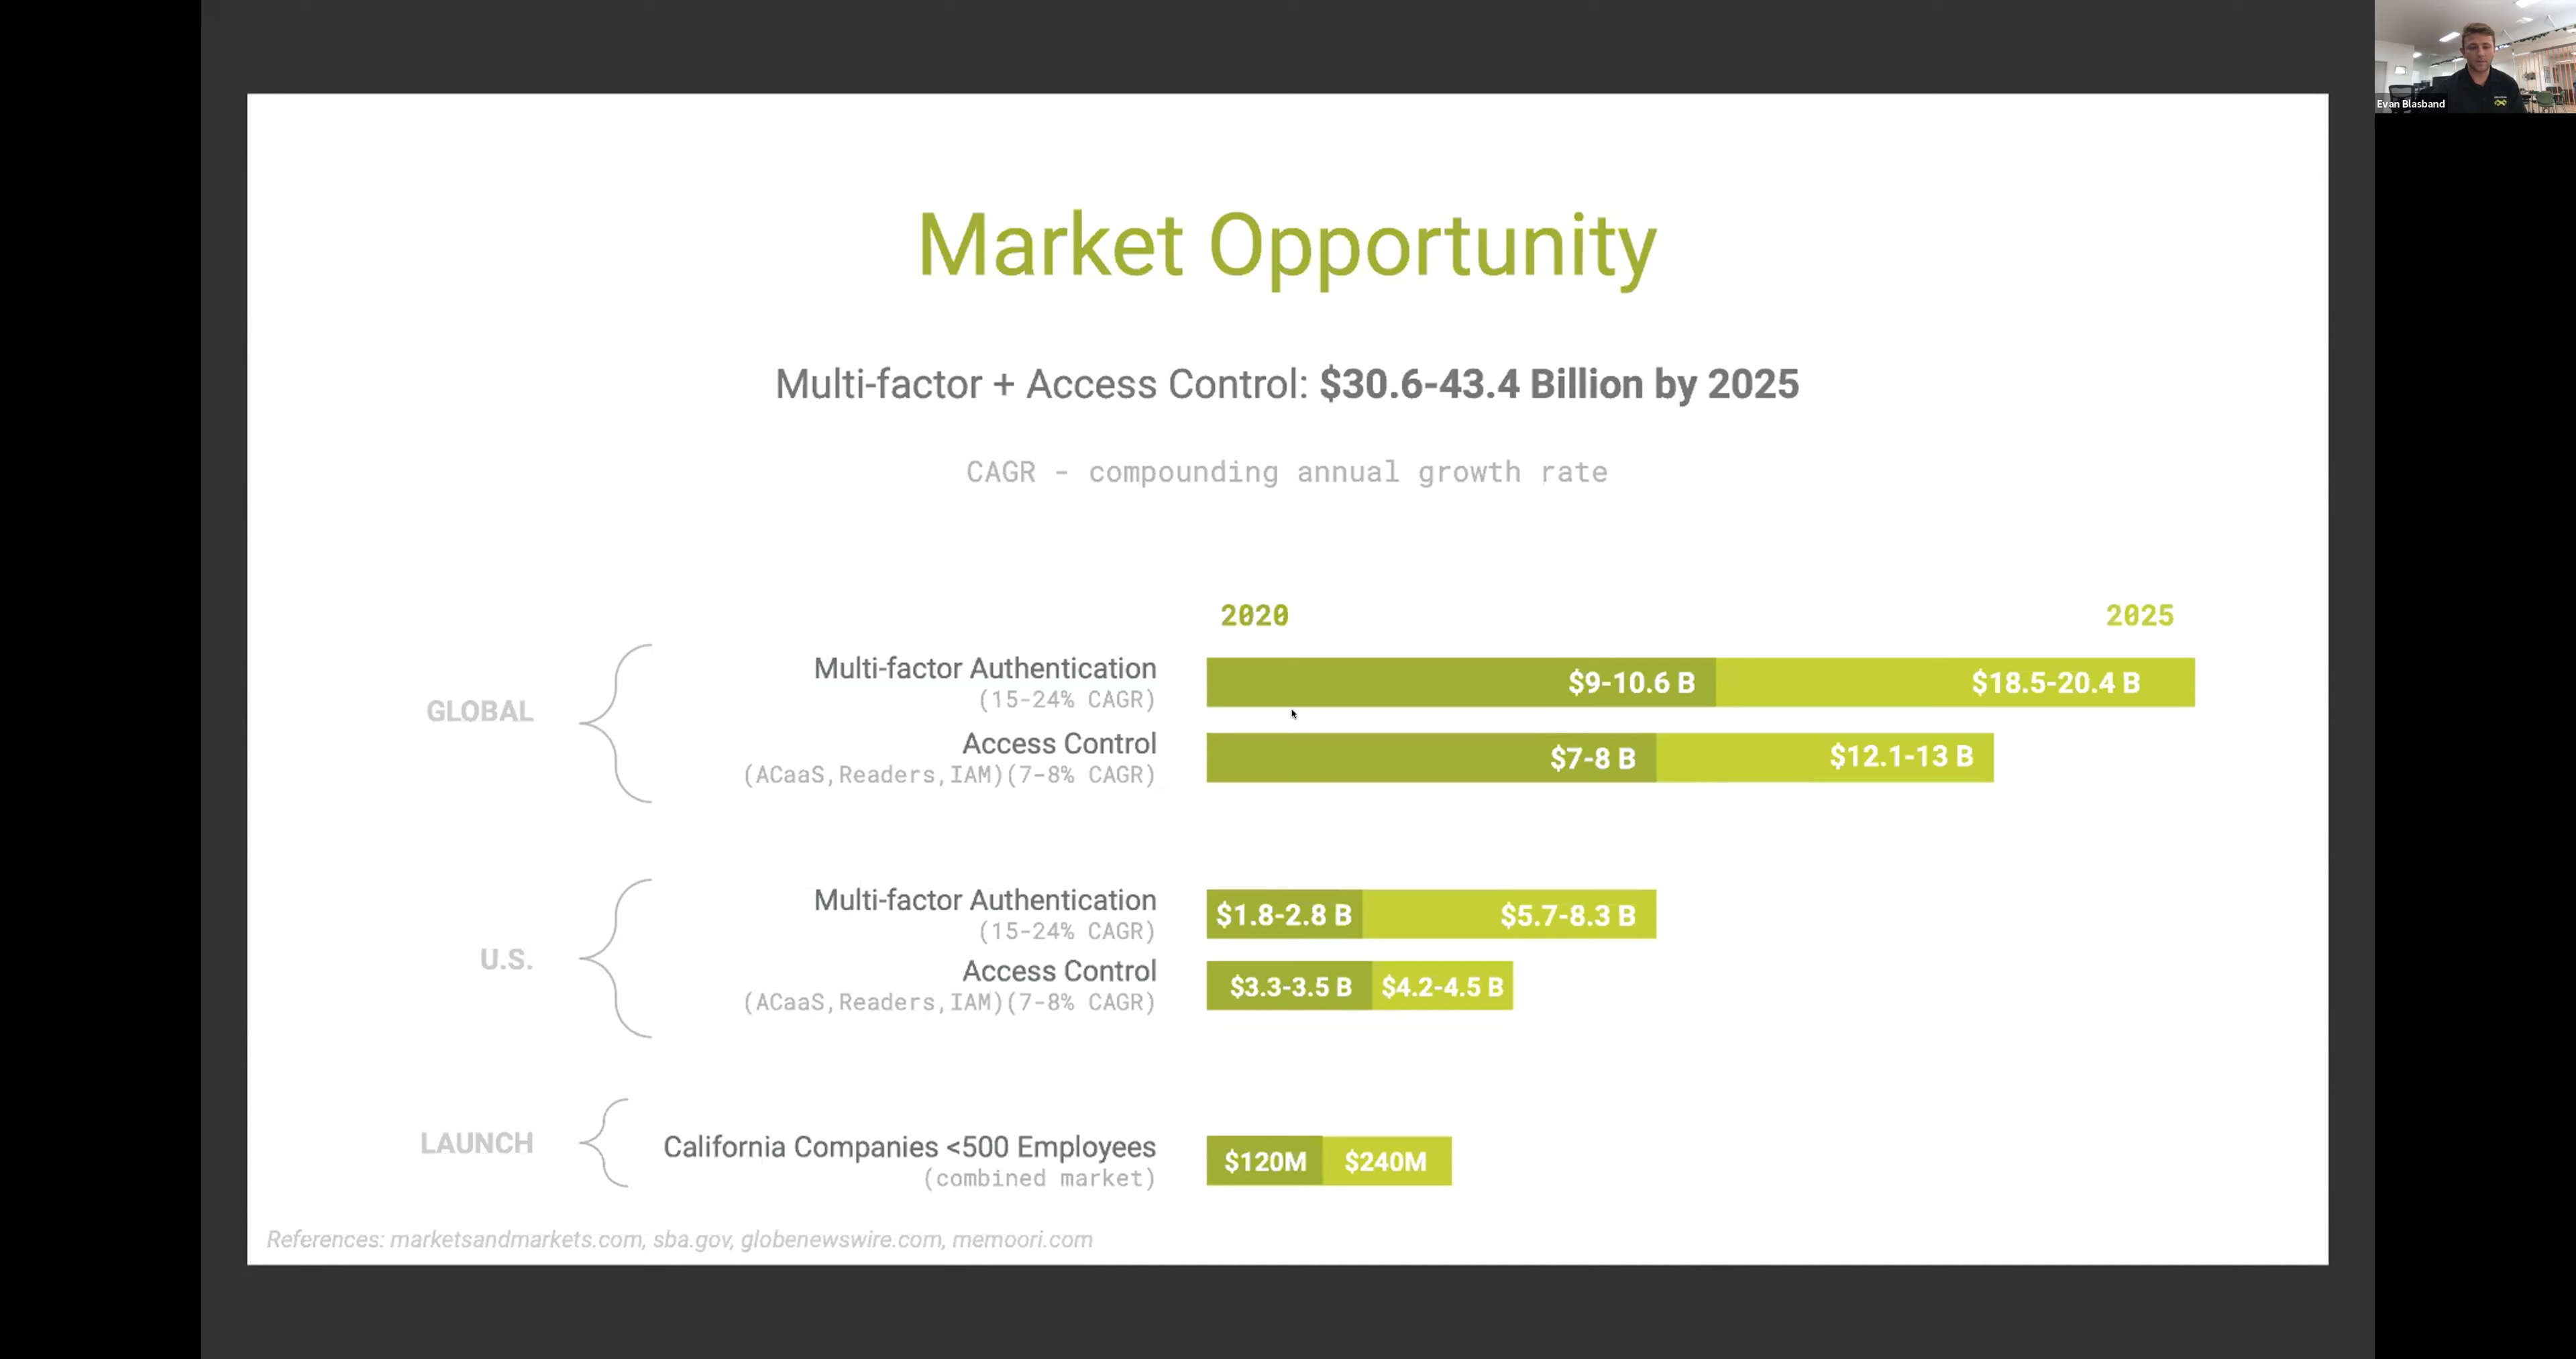 Evan Blasband
Market Opportunity
Multi-factor + Access Control: $30.6-43.4 Billion by 2025
CAGR - compounding annual growth rate
2020 2025
GLOBAL
Multi-factor Authentication
(15-24% CAGR)
$9-10.6 B $18.5-20.4 B
Access Control
(ACaaS,Readers,IAM)(7-8% CAGR)
$7-8 B $12.1-13 B
U.S.
Multi-factor Authentication
(15-24% CAGR)
$1.8-2.8 B $5.7-8.3 B
Access Control
(ACaaS,Readers,IAM)(7-8% CAGR)
$3.3-3.5 B $4.2-4.5 B
LAUNCH
California Companies <500 Employees
(combined market)
$120M $240M
References: marketsandmarkets.com, sba.gov, globenewswire.com, memoori.com